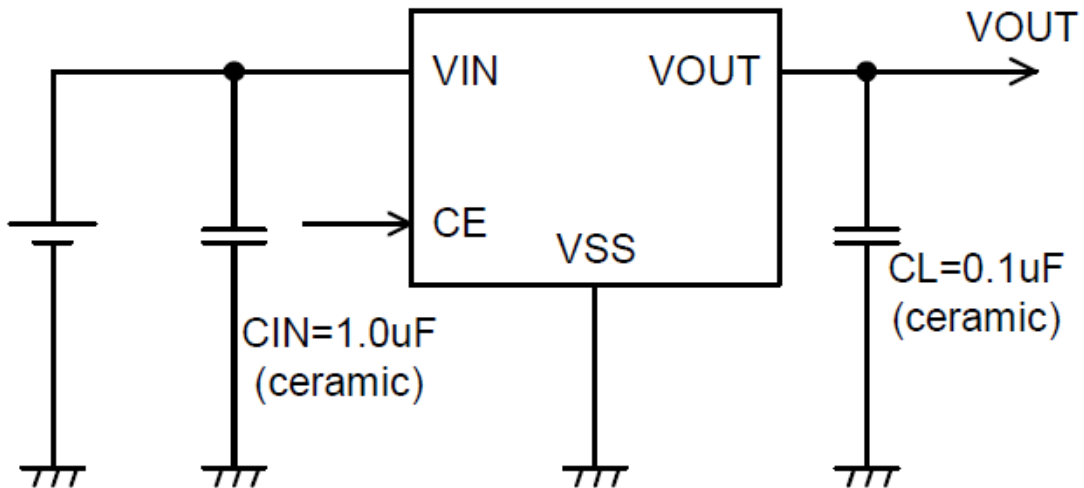 VOUT
VIN
VOUT
CE
VSS
CIN=1.0uF
(ceramic)
CL=0.1uF
(ceramic)